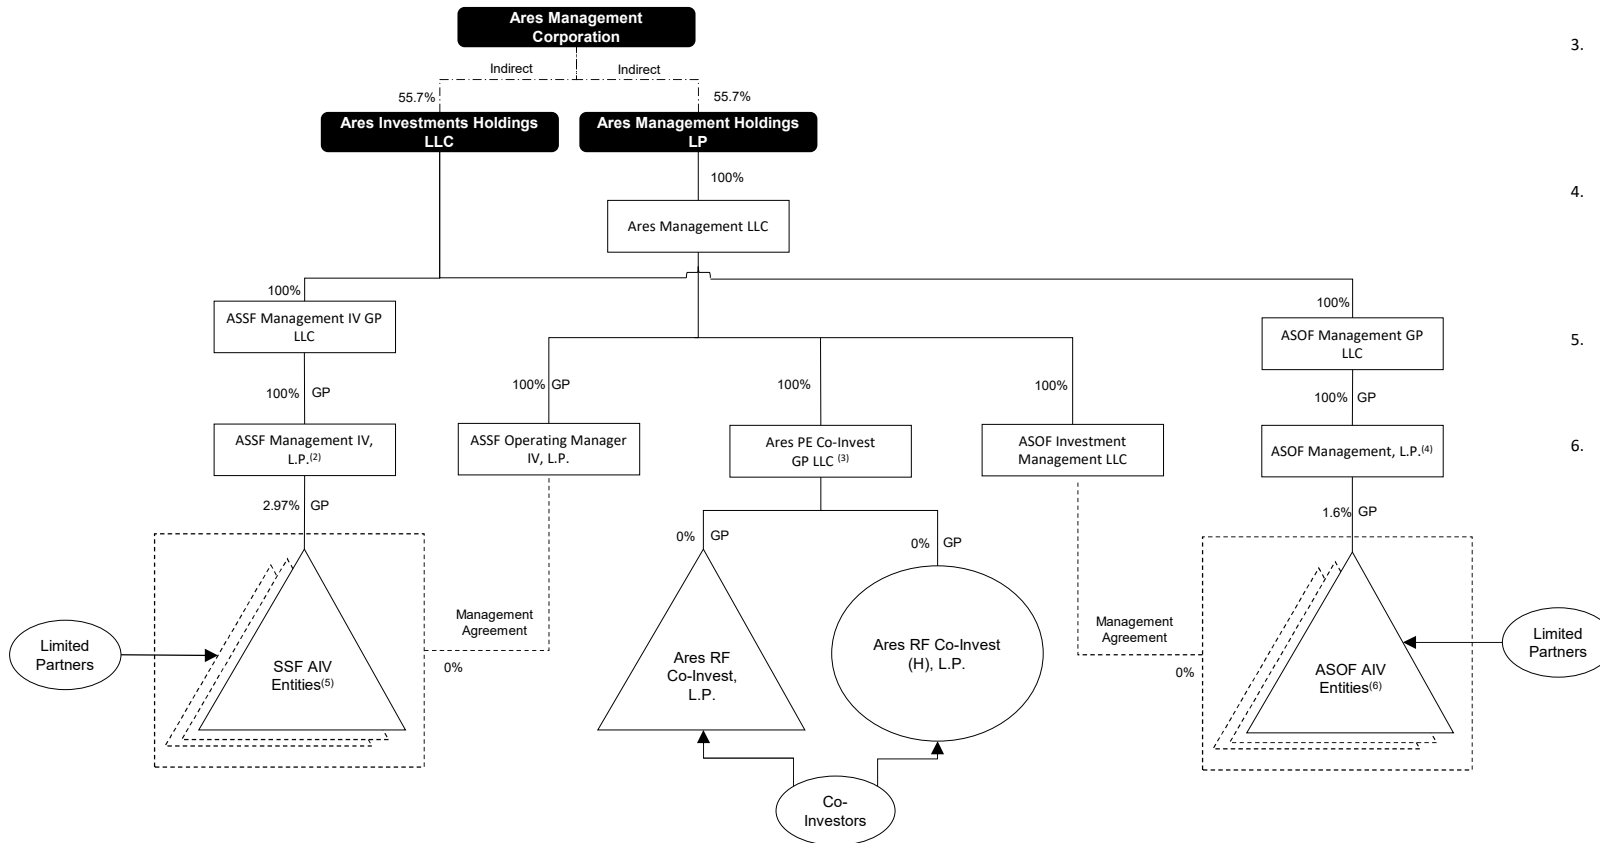 Ares Management
Corporation
3.
Indirect
Indirect
55.7%
55.7%
Ares Investments Holdings
LLC
Ares Management Holdings
LP
100%
4.
Ares Management LLC
100%
100%
ASSF Management IV GP
LLC
ASOF Management GP
LLC
5.
100% GP
100% GP
100%
100%
100% GP
ASSF Management IV,
L.P.(2)
ASSF Operating Manager
IV, L.P.
Ares PE Co-Invest
GP LLC (3)
ASOF Investment
Management LLC
ASOF Management, L.P.(4)
6.
2.97% GP
0% GP
0% GP
1.6% GP
Management
Agreement
0%
Management
Agreement
0%
Limited
Partners
SSF AIV
Entities(5)
Ares RF
Co-Invest,
L.P.
Ares RF Co-Invest
(H), L.P.
ASOF AIV
Entities(6)
Limited
Partners
Co-
Investors